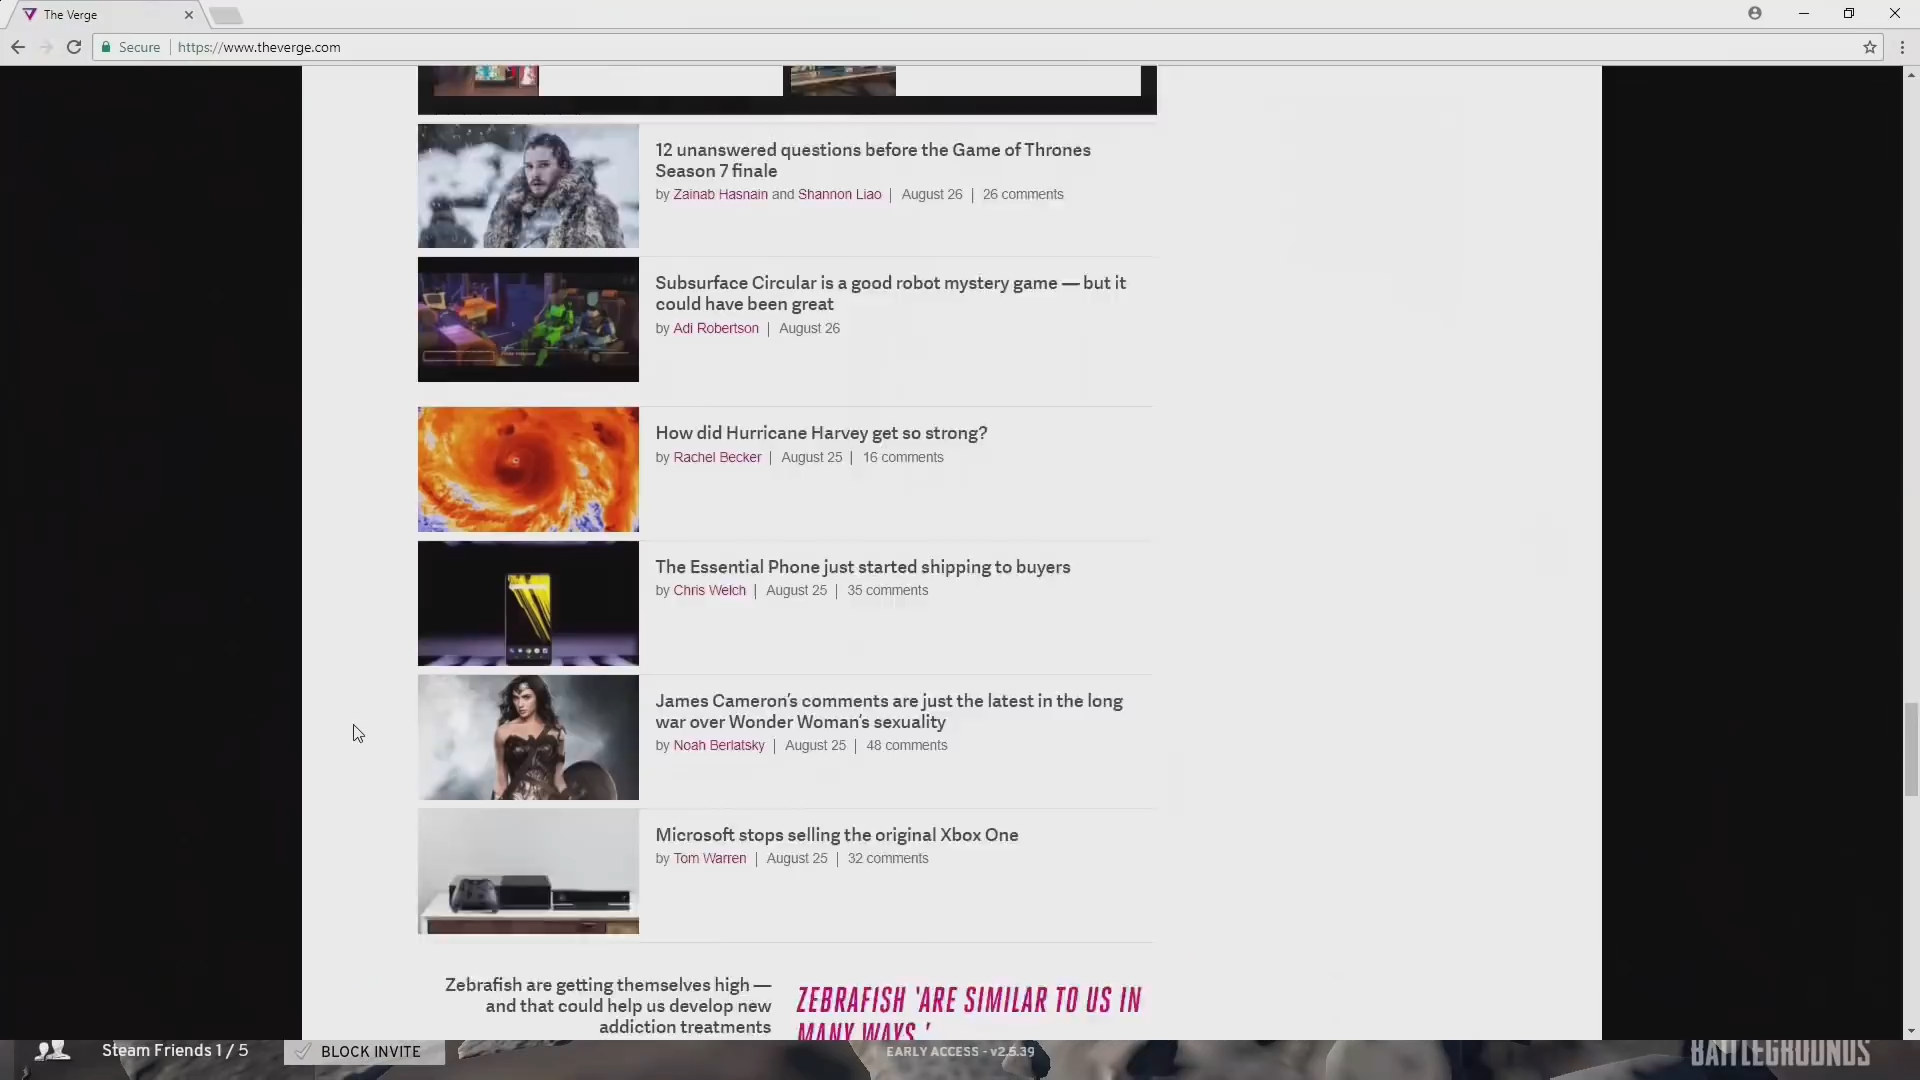 The Verge
Secure
https://www.theverge.com
12 unanswered questions before the Game of Thrones
Season 7 finale
by Zainab Hasnain and Shannon Liao | August 26 | 26 comments
Subsurface Circular is a good robot mystery game — but it
could have been great
by Adi Robertson | August 26
How did Hurricane Harvey get so strong?
by Rachel Becker | August 25 | 16 comments
The Essential Phone just started shipping to buyers
by Chris Welch | August 25 | 35 comments
James Cameron's comments are just the latest in the long
war over Wonder Woman's sexuality
by Noah Berlatsky | August 25 | 48 comments
Microsoft stops selling the original Xbox One
by Tom Warren | August 25 | 32 comments
Zebrafish are getting themselves high —
and that could help us develop new
addiction treatments
ZEBRAFISH 'ARE SIMILAR TO US IN
MANY WAYS.'
Steam Friends 1 / 5
BLOCK INVITE
EARLY ACCESS - v2.5.39
BATTLEGROUNDS